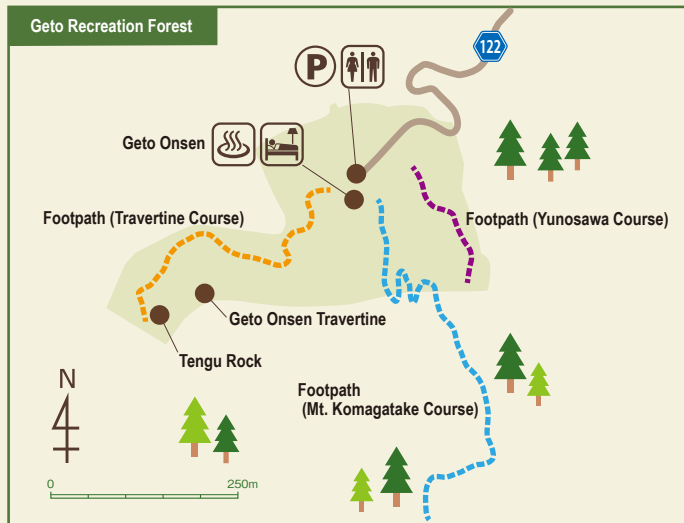 Geto Recreation Forest
122
P
Geto Onsen
Footpath (Travertine Course)
Footpath (Yunosawa Course)
Geto Onsen Travertine
Tengu Rock
Footpath
(Mt. Komagatake Course)
N
0
250m